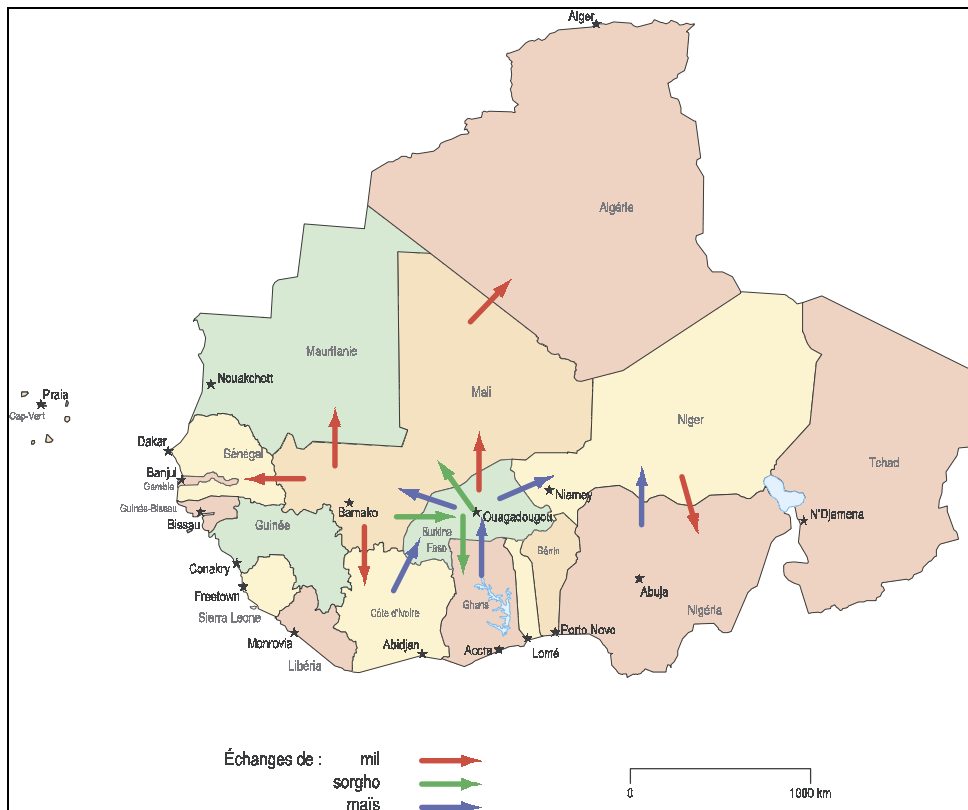 Alger
Algérie
Mauritanie
Nouakchott
Mali
Praia
Cap-Vert
Niger
Dakar
Sénégal
Tchad
Banjul
Gambie
Niamey
Bamako
Guinée-Bissau
Bissau
Guinée
Ouagadougou
N'Djamena
Burkina
Faso
Bénin
Conakry
Abuja
Freetown
Ghana
Nigéria
Sierra Leone
Côte d'Ivoire
Porto Novo
Monrovia
Abidjan
Accra
Lomé
Libéria
Échanges de : mil
sorgho
maïs
0 1000 km